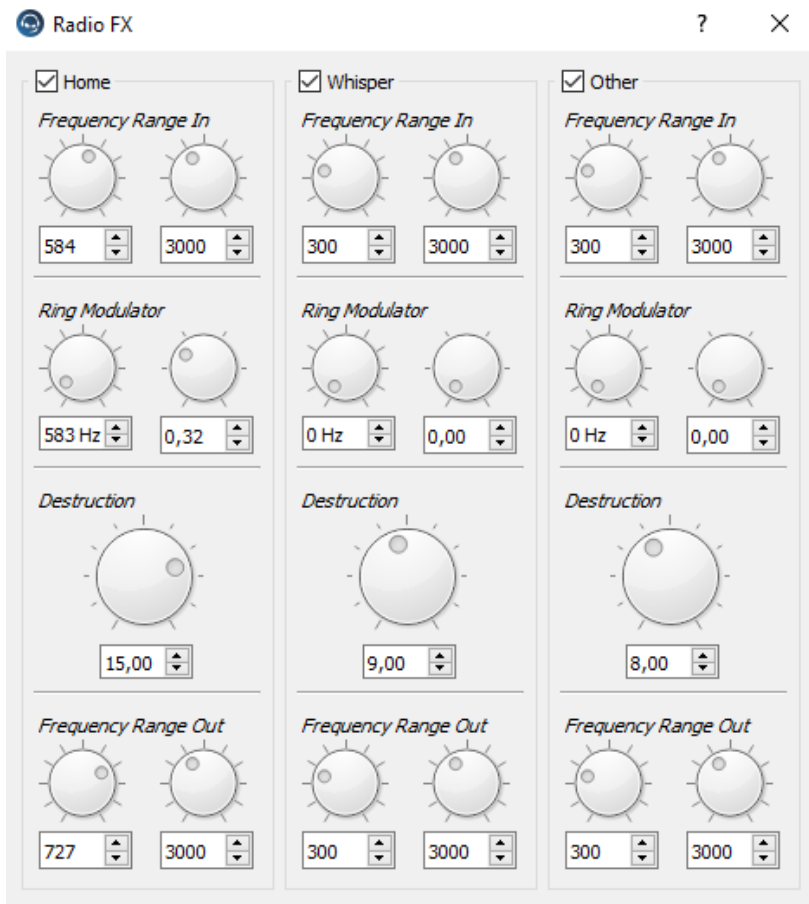 Radio FX ?
Home Whisper Other
Frequency Range In Frequency Range In Frequency Range In
584 3000 300 3000 300 3000
Ring Modulator Ring Modulator Ring Modulator
583 Hz 0,32 0 Hz 0,00 0 Hz 0,00
Destruction Destruction Destruction
15,00 9,00 8,00
Frequency Range Out Frequency Range Out Frequency Range Out
727 3000 300 3000 300 3000